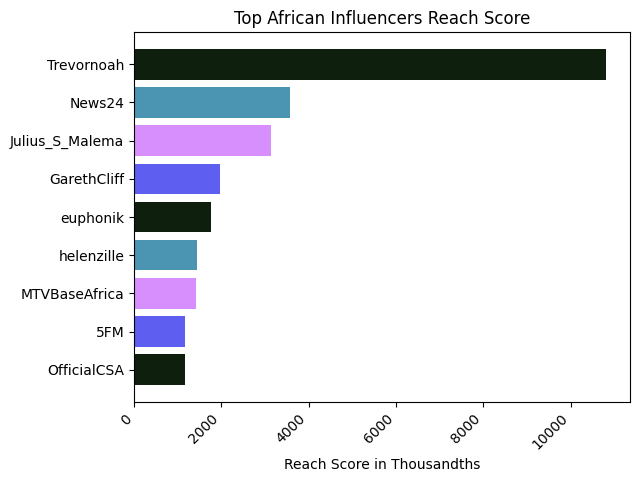 Top African Influencers Reach Score
Trevornoah
News24
Julius_S_Malema
GarethCliff
euphonik
helenzille
MTVBaseAfrica
5FM
OfficialCSA
0 2000 4000 6000 8000 10000
Reach Score in Thousandths